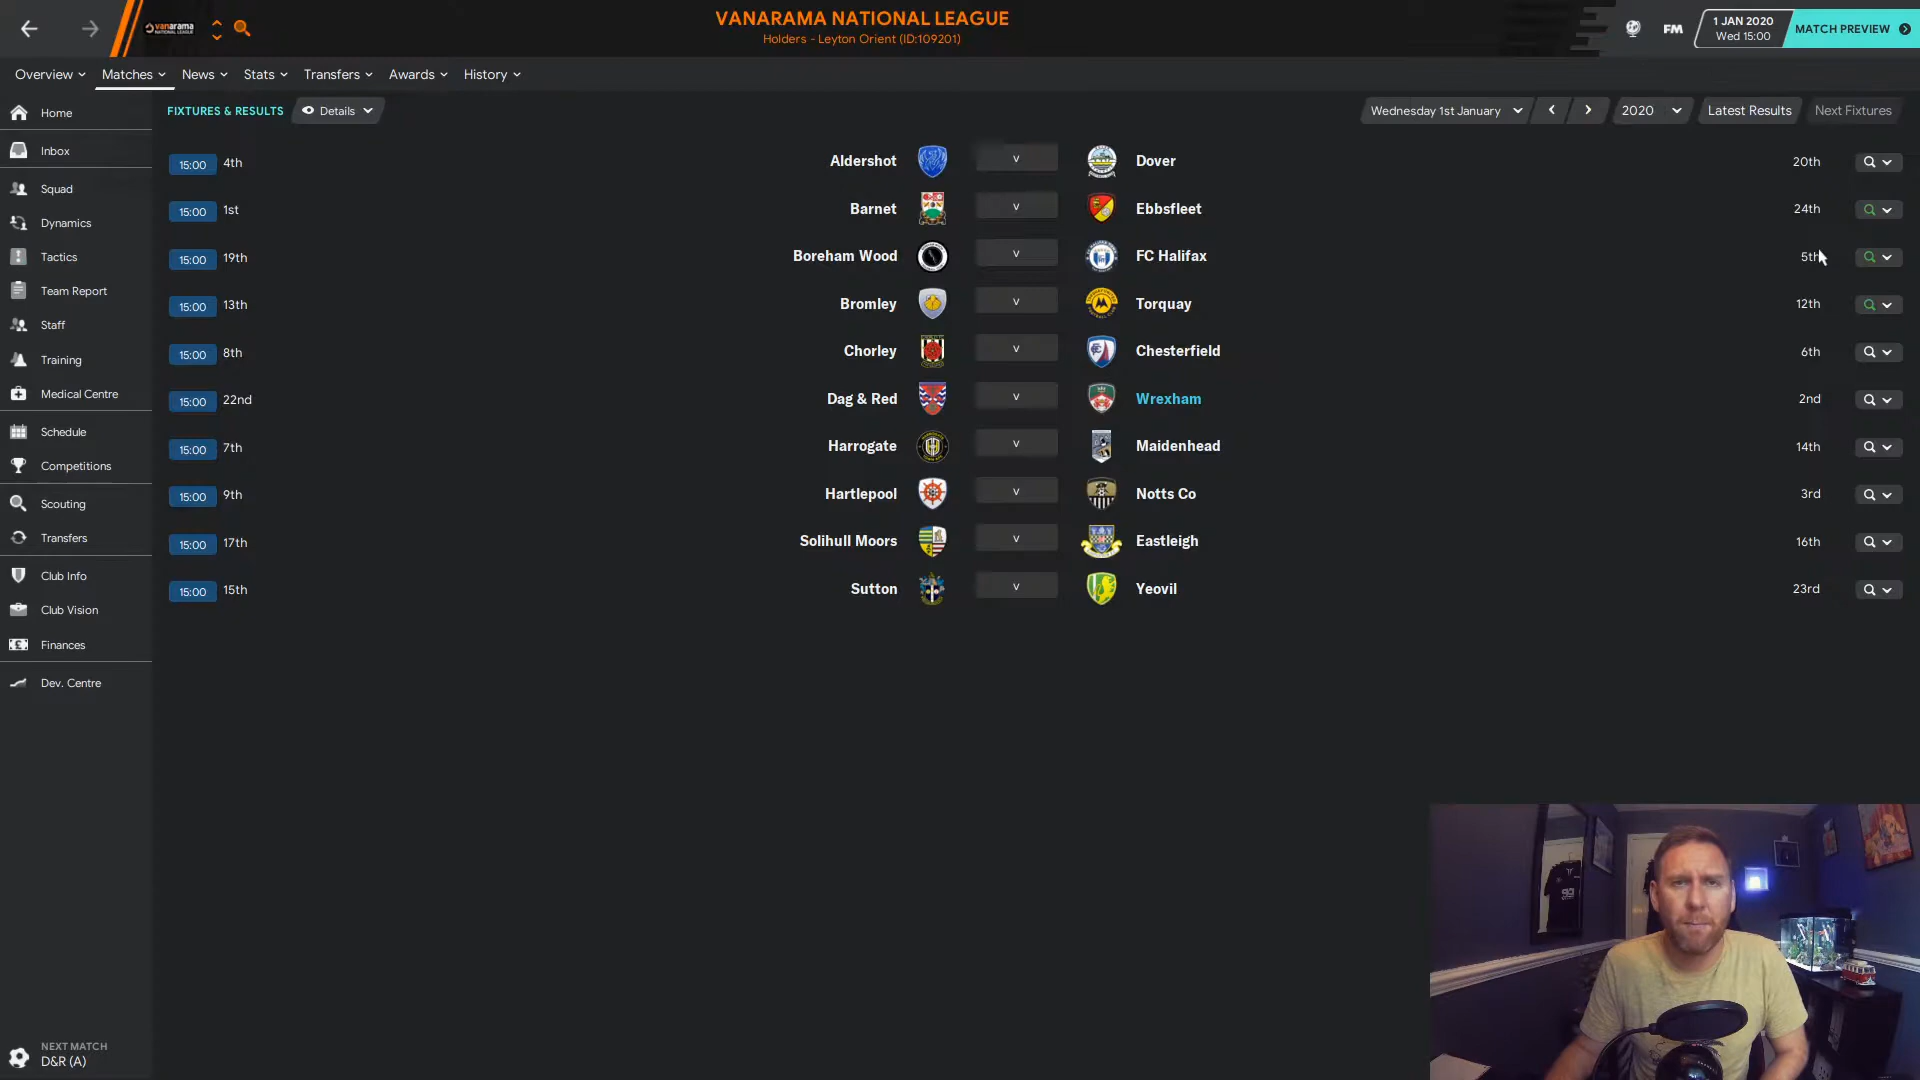 vanarama
NATIONAL LEAGUE
VANARAMA NATIONAL LEAGUE
Holders - Leyton Orient (ID:109201)
FM
1 JAN 2020
Wed 15:00
MATCH PREVIEW
Overview
Matches
News
Stats
Transfers
Awards
History
Home
Inbox
Squad
Dynamics
Tactics
Team Report
Staff
Training
Medical Centre
Schedule
Competitions
Scouting
Transfers
Club Info
Club Vision
Finances
Dev. Centre
NEXT MATCH
D&R (A)
FIXTURES & RESULTS
Details
Wednesday 1st January
2020
Latest Results
Next Fixtures
15:00 4th Aldershot v Dover 20th
15:00 1st Barnet v Ebbsfleet 24th
15:00 19th Boreham Wood v FC Halifax 5th
15:00 13th Bromley v Torquay 12th
15:00 8th Chorley v Chesterfield 6th
15:00 22nd Dag & Red v Wrexham 2nd
15:00 7th Harrogate v Maidenhead 14th
15:00 9th Hartlepool v Notts Co 3rd
15:00 17th Solihull Moors v Eastleigh 16th
15:00 15th Sutton v Yeovil 23rd